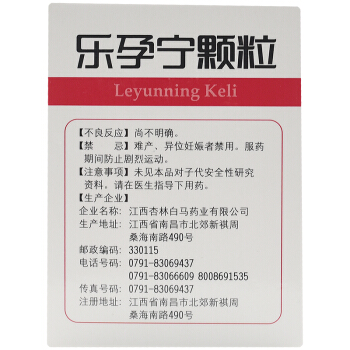 乐孕宁颗粒
Leyunning Keli
【不良反应】尚不明确。
【禁　　忌】难产，异位妊娠者禁用。服药
期间防止剧烈运动。
【注意事项】未见本品对子代安全性研究
资料。请在医生指导下用药。
【生产企业】
企业名称：江西杏林白马药业有限公司
生产地址：江西省南昌市北郊新祺周
桑海南路490号
邮政编码：330115
电话号码：0791-83069437
0791-83066609 8008691535
传真号码：0791-83069437
注册地址：江西省南昌市北郊新祺周
桑海南路490号